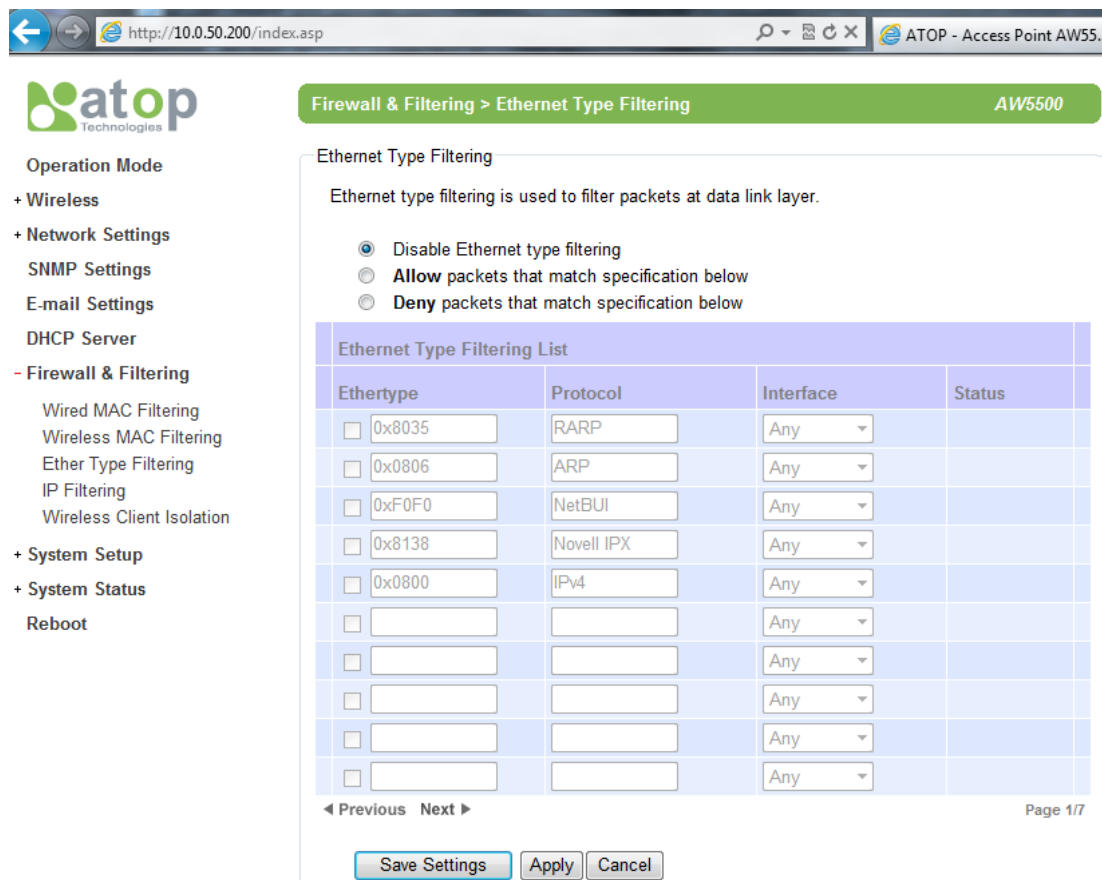 http://10.0.50.200/index.asp
ATOP - Access Point AW55.
atop
Technologies
Firewall & Filtering > Ethernet Type Filtering AW5500
Operation Mode
+ Wireless
+ Network Settings
SNMP Settings
E-mail Settings
DHCP Server
- Firewall & Filtering
Wired MAC Filtering
Wireless MAC Filtering
Ether Type Filtering
IP Filtering
Wireless Client Isolation
+ System Setup
+ System Status
Reboot
Ethernet Type Filtering
Ethernet type filtering is used to filter packets at data link layer.
Disable Ethernet type filtering
Allow packets that match specification below
Deny packets that match specification below
Ethernet Type Filtering List
Ethertype Protocol Interface Status
0x8035 RARP Any
0x0806 ARP Any
0xF0F0 NetBUI Any
0x8138 Novell IPX Any
0x0800 IPv4 Any
Any
Any
Any
Any
Any
Previous Next Page 1/7
Save Settings Apply Cancel